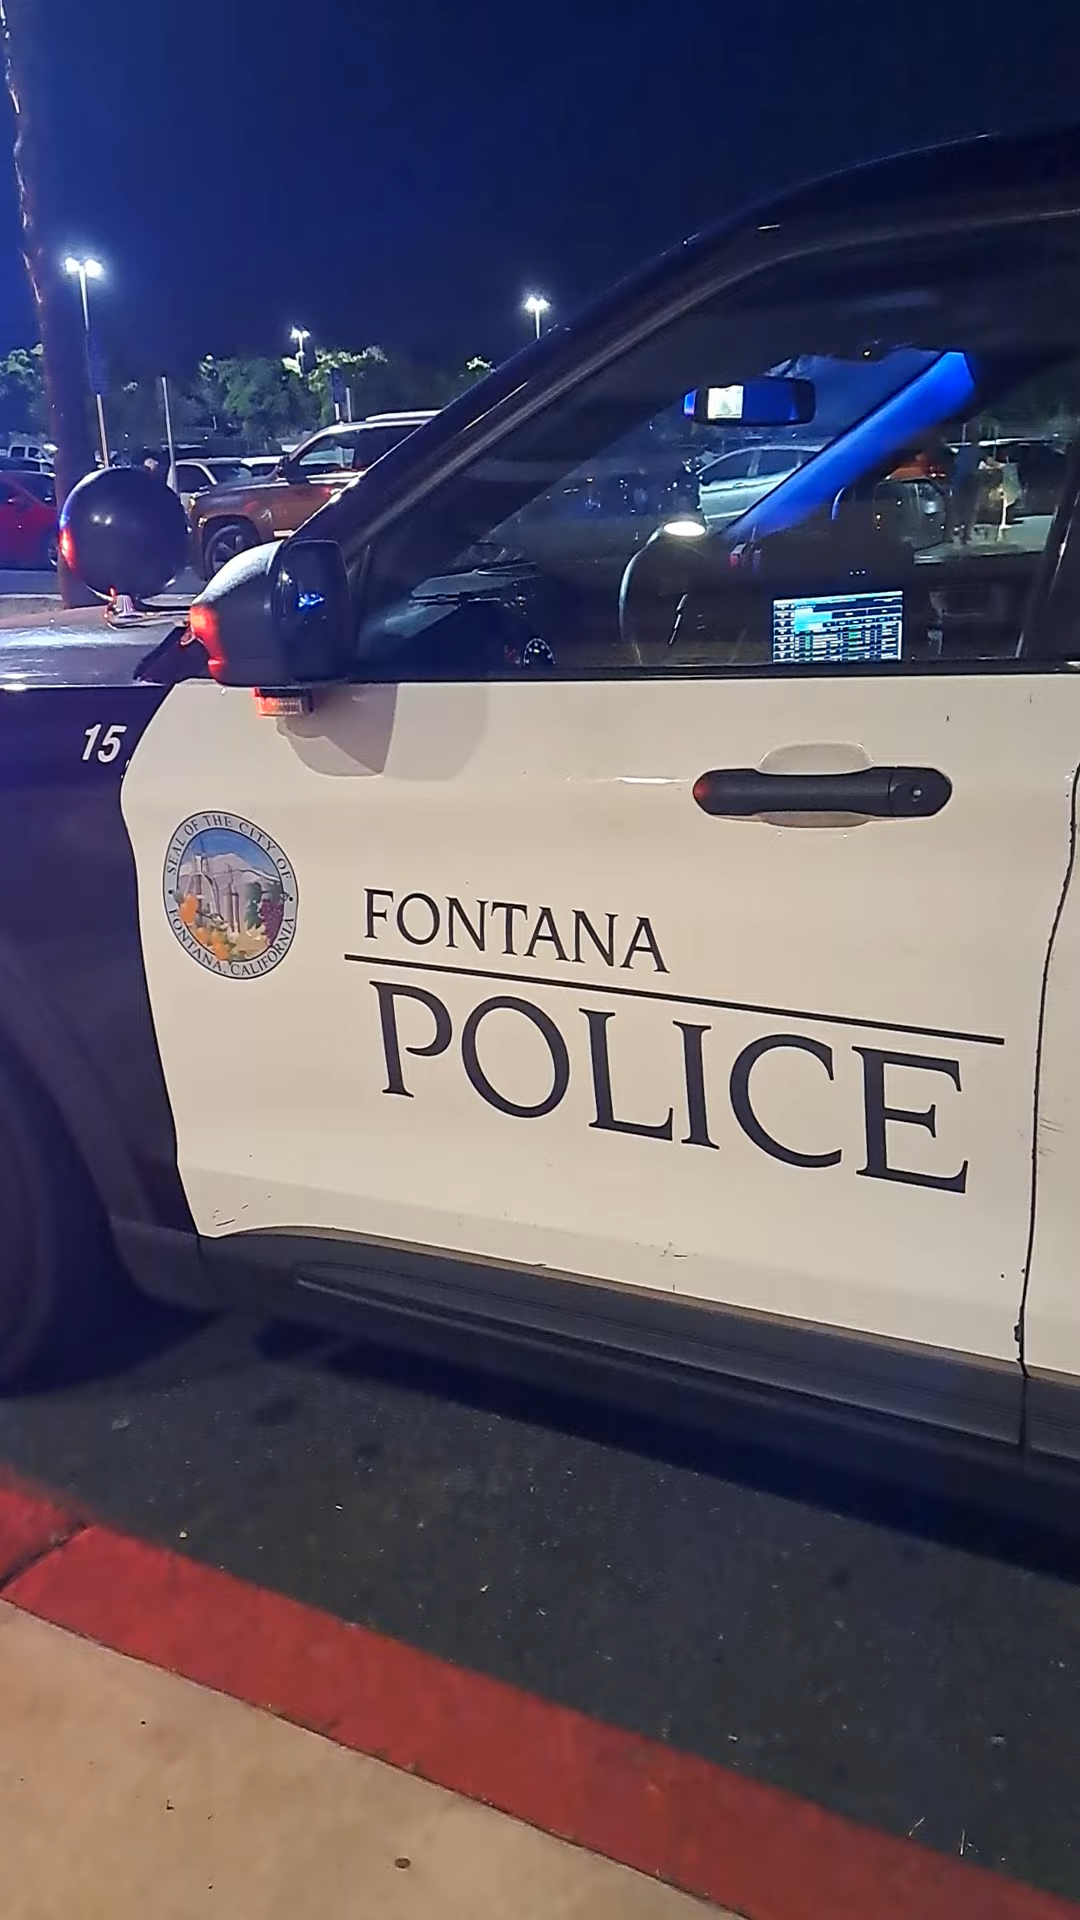 15
SEAL OF THE CITY OF
FONTANA, CALIFORNIA
FONTANA
POLICE